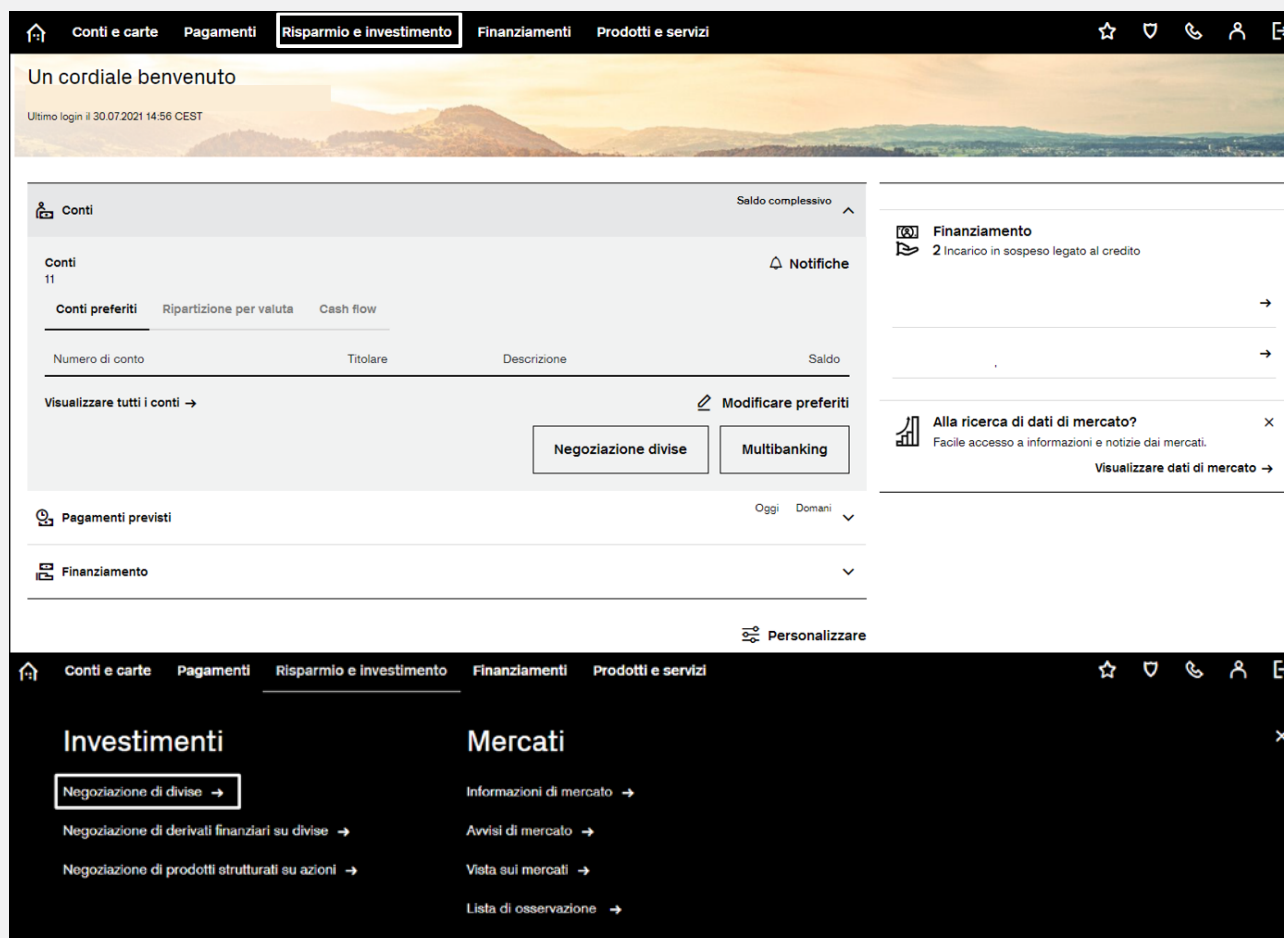 Conti e carte Pagamenti Risparmio e investimento Finanziamenti Prodotti e servizi
Un cordiale benvenuto
Ultimo login il 30.07.2021 14:56 CEST
Conti
Saldo complessivo
Conti
11
Notifiche
Conti preferiti Ripartizione per valuta Cash flow
Numero di conto Titolare Descrizione Saldo
Visualizzare tutti i conti →
Modificare preferiti
Negoziazione divise
Multibanking
Pagamenti previsti
Oggi Domani
Finanziamento
Personalizzare
Finanziamento
2 Incarico in sospeso legato al credito
→
→
Alla ricerca di dati di mercato?
Facile accesso a informazioni e notizie dai mercati.
Visualizzare dati di mercato →
Conti e carte Pagamenti Risparmio e investimento Finanziamenti Prodotti e servizi
Investimenti
Negoziazione di divise →
Negoziazione di derivati finanziari su divise →
Negoziazione di prodotti strutturati su azioni →
Mercati
Informazioni di mercato →
Avvisi di mercato →
Vista sui mercati →
Lista di osservazione →